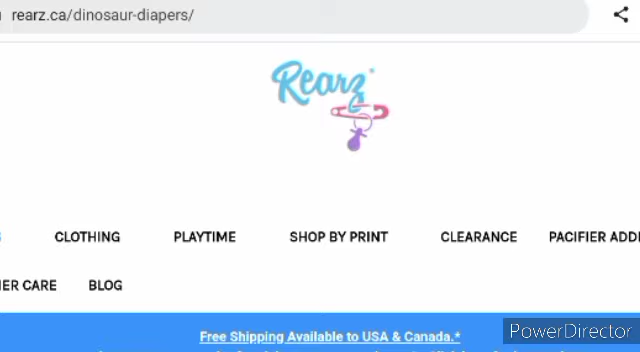 rearz.ca/dinosaur-diapers/
Rearz
CLOTHING PLAYTIME SHOP BY PRINT CLEARANCE PACIFIER ADDI
ER CARE BLOG
Free Shipping Available to USA & Canada.*
PowerDirector